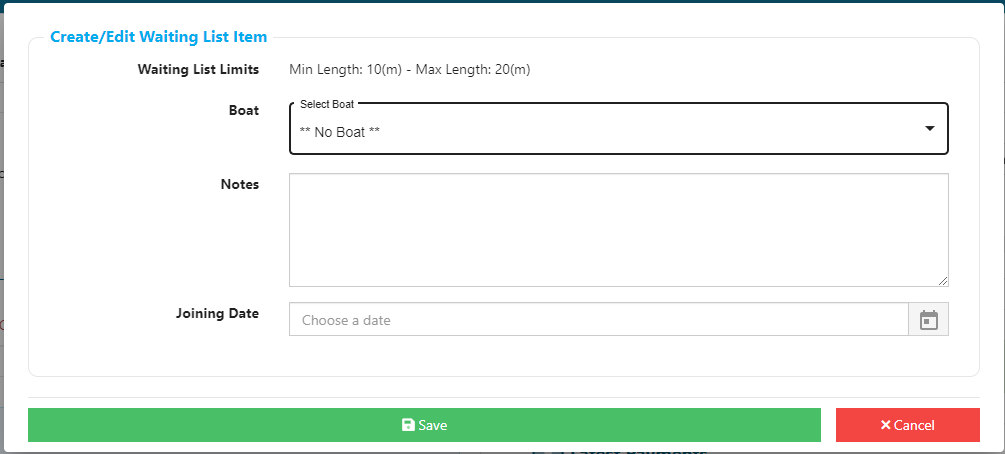 Create/Edit Waiting List Item
Waiting List Limits Min Length: 10(m) - Max Length: 20(m)
Boat
Select Boat
** No Boat **
Notes
Joining Date Choose a date
Save Cancel